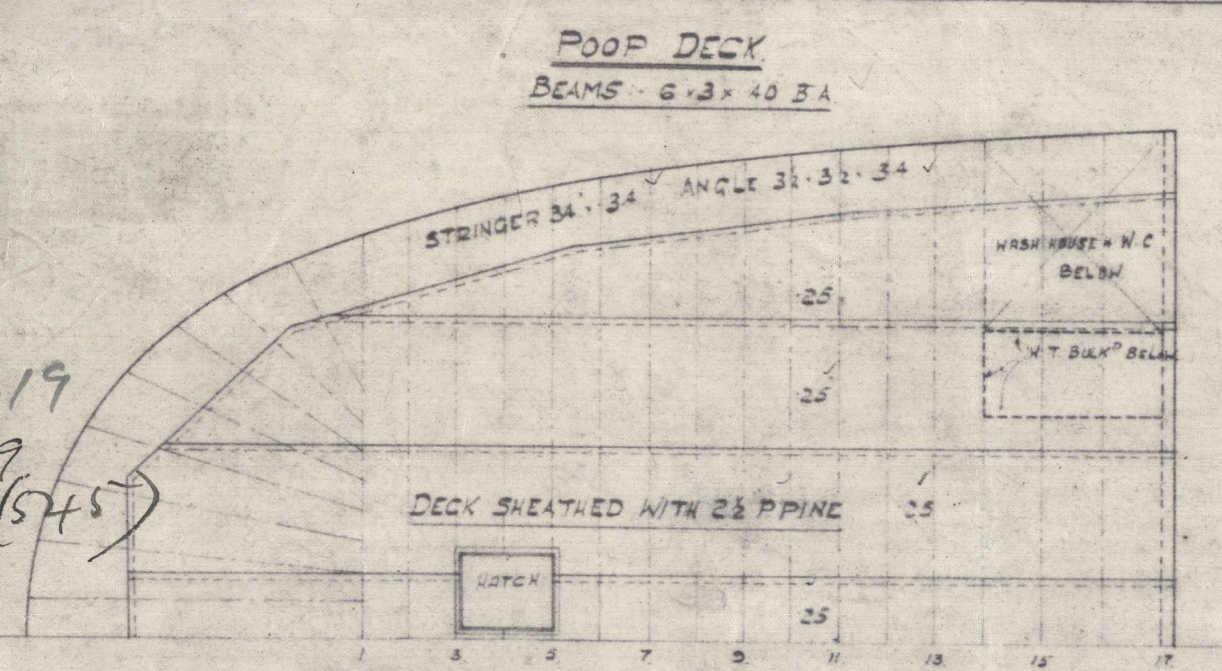 POOP DECK
BEAMS :- 6 × 3 × 40 BA
STRINGER 34" · 34 ANGLE 3½ · 3½ · 34
WASH HOUSE & W.C
BELOW
·25
W.T. BULKᴰ BELOW
·25
19
9
(545)
DECK SHEATHED WITH 2½ P PINE
·25
HATCH
·25
1 3 5 7 9 11 13 15 17